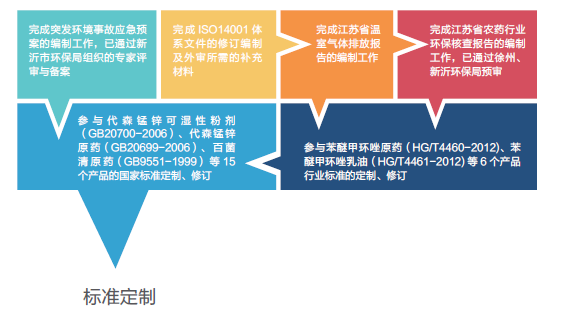 完成突发环境事故应急预
案的编制工作，已通过新
沂市环保局组织的专家评
审与备案
完成 ISO14001 体
系文件的修订编制
及外审所需的补充
材料
完成江苏省温
室气体排放报
告的编制工作
完成江苏省农药行业
环保核查报告的编制
工作，已通过徐州、
新沂环保局预审
参与代森锰锌可湿性粉剂
（GB20700-2006）、代森锰锌
原药（GB20699-2006）、百菌
清原药（GB9551-1999）等 15
个产品的国家标准定制、修订
参与苯醚甲环唑原药（HG/T4460-2012)、苯
醚甲环唑乳油（HG/T4461-2012) 等 6 个产品
行业标准的定制、修订
标准定制